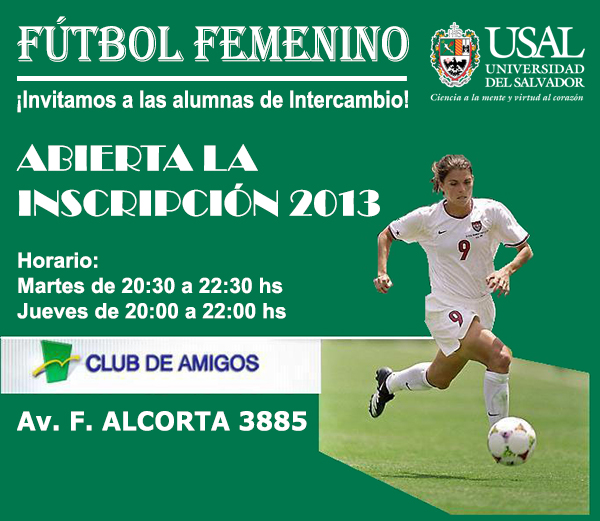 FÚTBOL FEMENINO
¡Invitamos a las alumnas de Intercambio!
USAL
UNIVERSIDAD
DEL SALVADOR
Ciencia a la mente y virtud al corazón
ABIERTA LA
INSCRIPCIÓN 2013
Horario:
Martes de 20:30 a 22:30 hs
Jueves de 20:00 a 22:00 hs
9
9
CLUB DE AMIGOS
Av. F. ALCORTA 3885